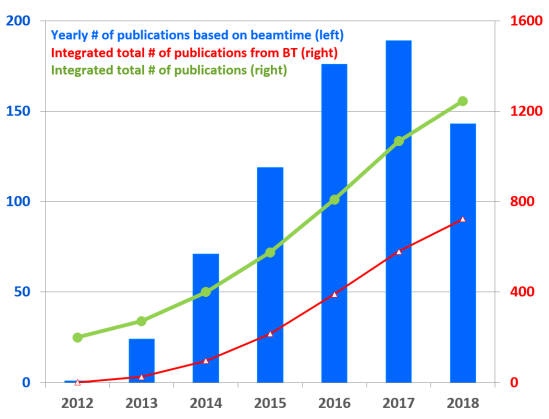 200
1600
Yearly # of publications based on beamtime (left)
Integrated total # of publications from BT (right)
Integrated total # of publications (right)
150
1200
100
800
50
400
0
0
2012 2013 2014 2015 2016 2017 2018